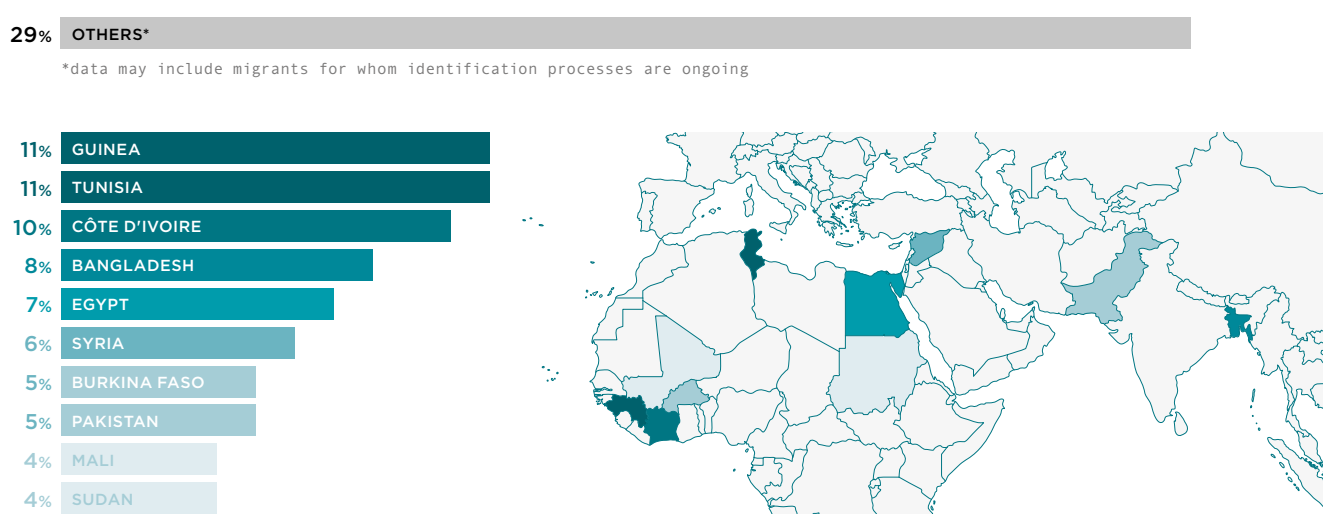 29% OTHERS*
*data may include migrants for whom identification processes are ongoing
11% GUINEA
11% TUNISIA
10% CÔTE D'IVOIRE
8% BANGLADESH
7% EGYPT
6% SYRIA
5% BURKINA FASO
5% PAKISTAN
4% MALI
4% SUDAN